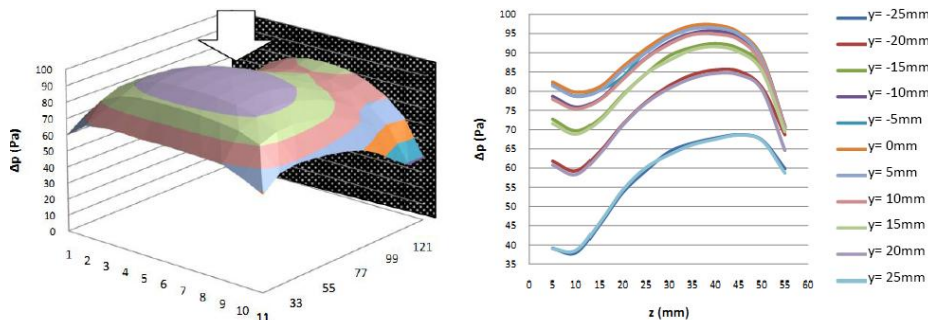 Δp (Pa)
100
90
80
70
60
50
40
30
20
10
0
1 2 3 4 5 6 7 8 9 10 11
33 55 77 99 121
Δp (Pa)
100
95
90
85
80
75
70
65
60
55
50
45
40
35
0 5 10 15 20 25 30 35 40 45 50 55 60
z (mm)
y= -25mm
y= -20mm
y= -15mm
y= -10mm
y= -5mm
y= 0mm
y= 5mm
y= 10mm
y= 15mm
y= 20mm
y= 25mm